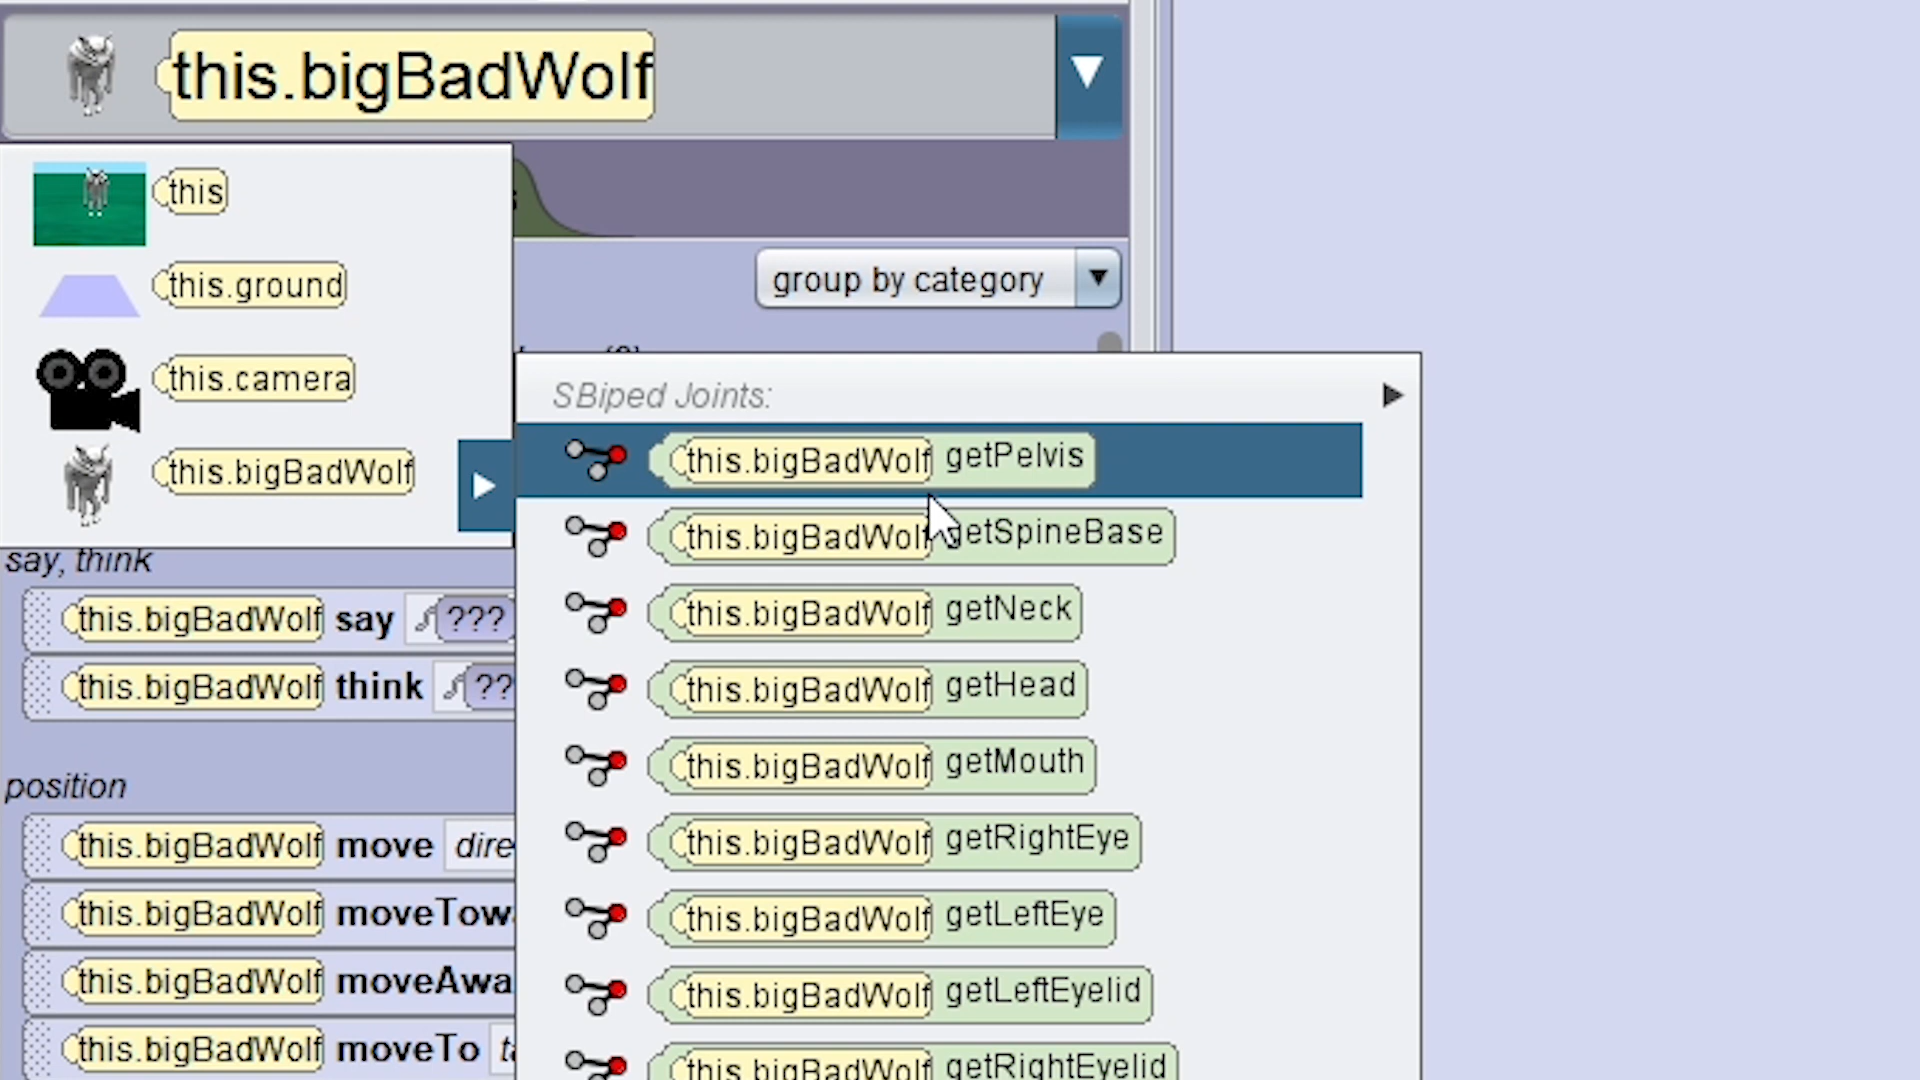 this.bigBadWolf
this
this.ground
group by category
this.camera
SBiped Joints:
this.bigBadWolf
this.bigBadWolf getPelvis
this.bigBadWolf getSpineBase
say, think
this.bigBadWolf say ???
this.bigBadWolf getNeck
this.bigBadWolf think ??
this.bigBadWolf getHead
this.bigBadWolf getMouth
position
this.bigBadWolf move dire
this.bigBadWolf getRightEye
this.bigBadWolf moveTow
this.bigBadWolf getLeftEye
this.bigBadWolf moveAwa
this.bigBadWolf getLeftEyelid
this.bigBadWolf moveTo
this.bigBadWolf getRightEyelid